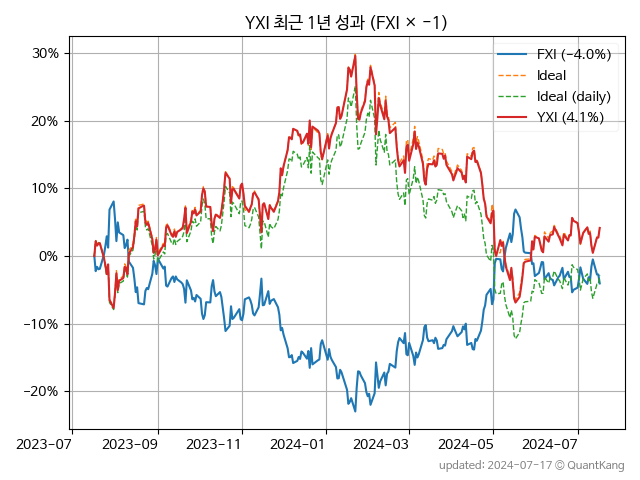 YXI 최근 1년 성과 (FXI × −1)
30%
20%
10%
0%
−10%
−20%
FXI (−4.0%)
Ideal
Ideal (daily)
YXI (4.1%)
2023-07 2023-09 2023-11 2024-01 2024-03 2024-05 2024-07
updated: 2024-07-17 © QuantKang